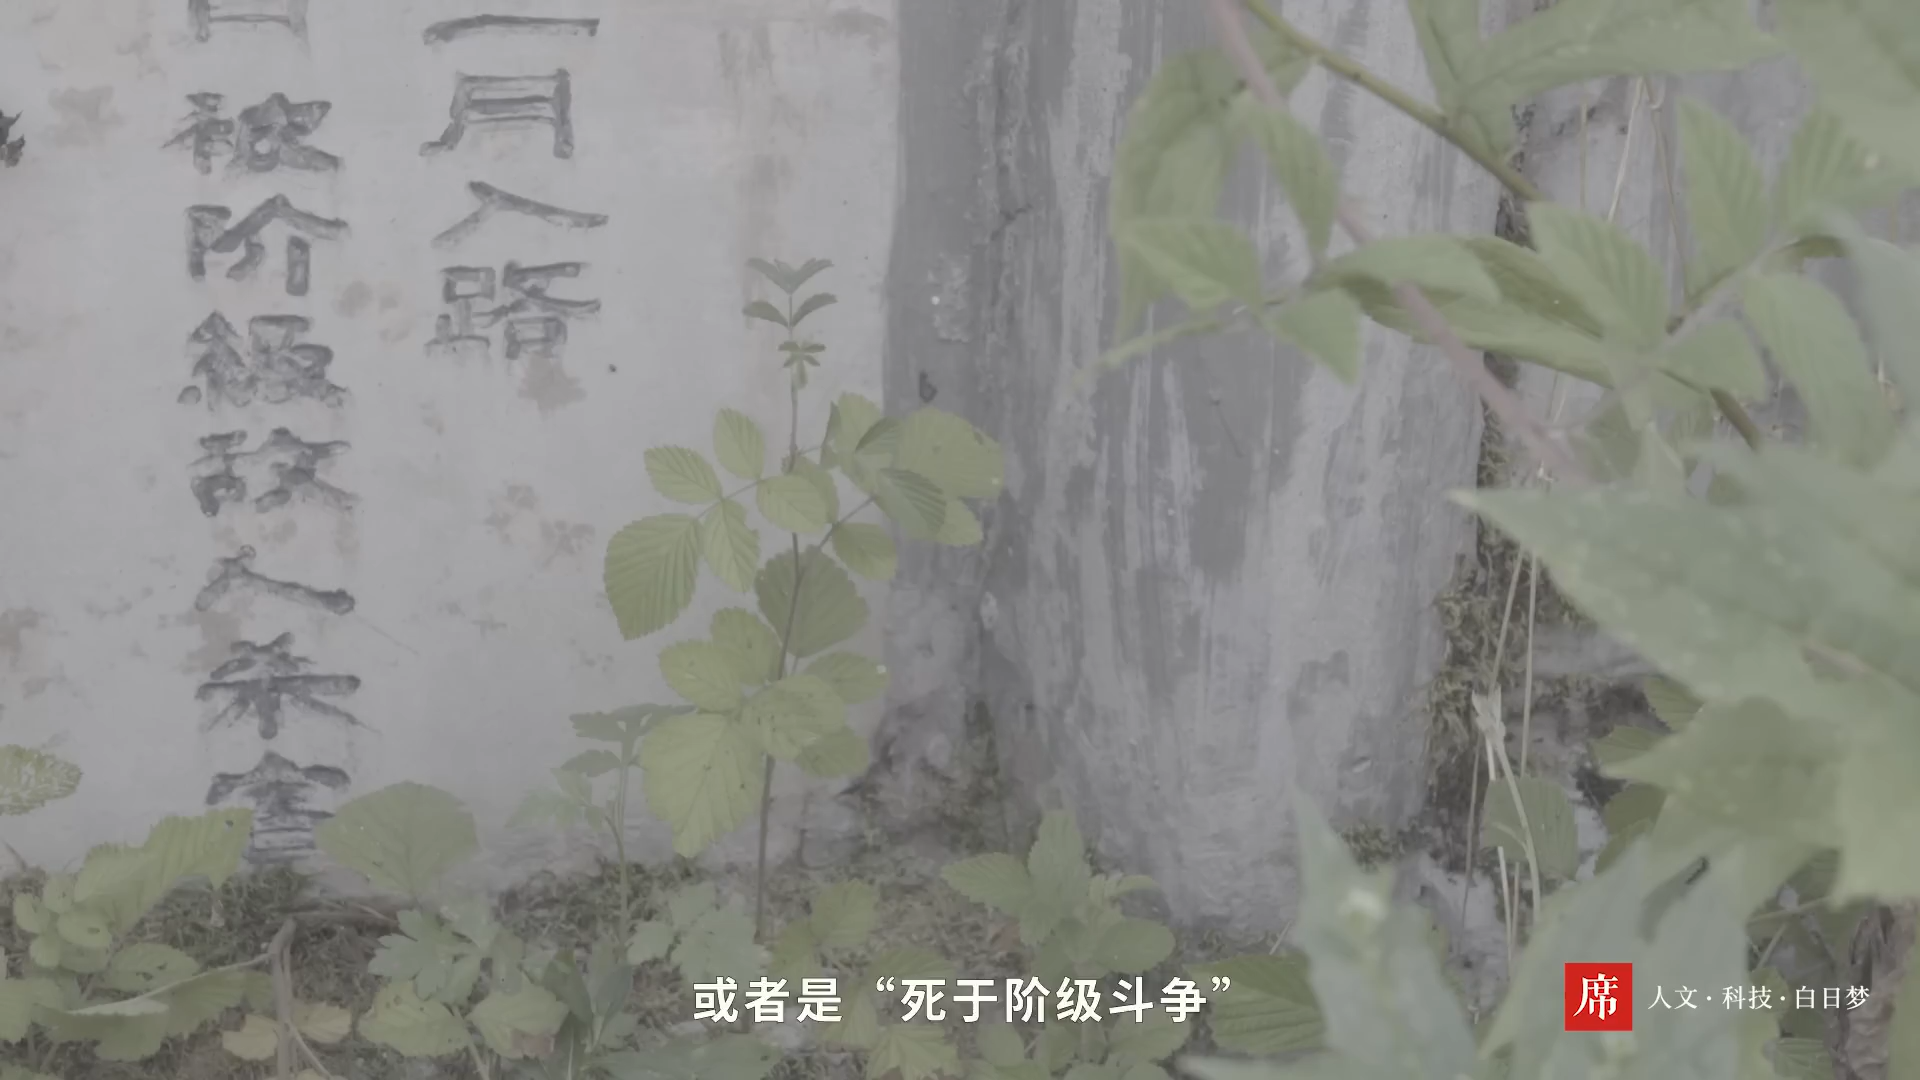 一月入路
被阶级敌人杀害
或者是“死于阶级斗争”
席 人文·科技·白日梦